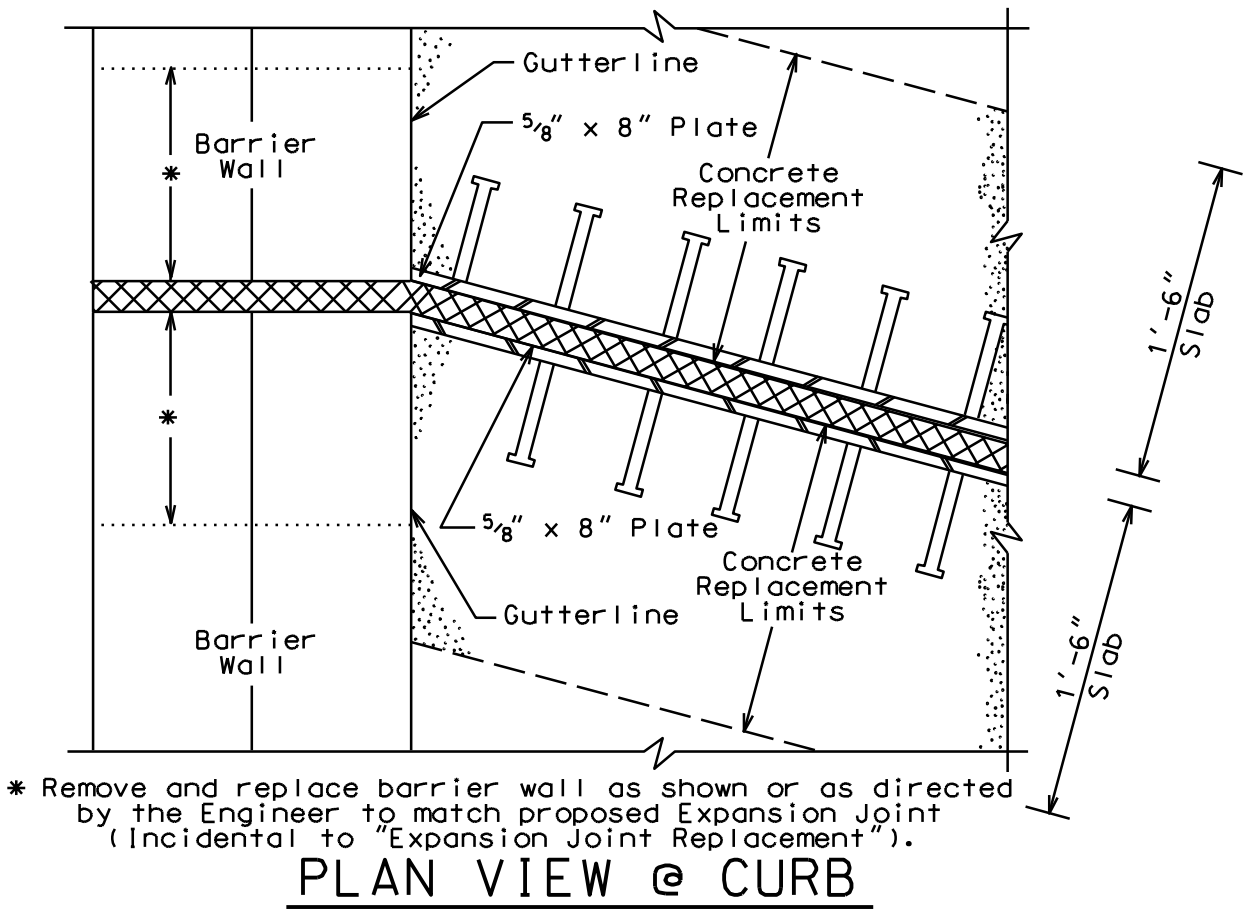 Gutterline
5/8" x 8" Plate
Barrier
Wall
*
Concrete
Replacement
Limits
1'-6"
Slab
*
5/8" x 8" Plate
Concrete
Replacement
Limits
Gutterline
Barrier
Wall
1'-6"
Slab
* Remove and replace barrier wall as shown or as directed
by the Engineer to match proposed Expansion Joint
(Incidental to "Expansion Joint Replacement").
PLAN VIEW @ CURB